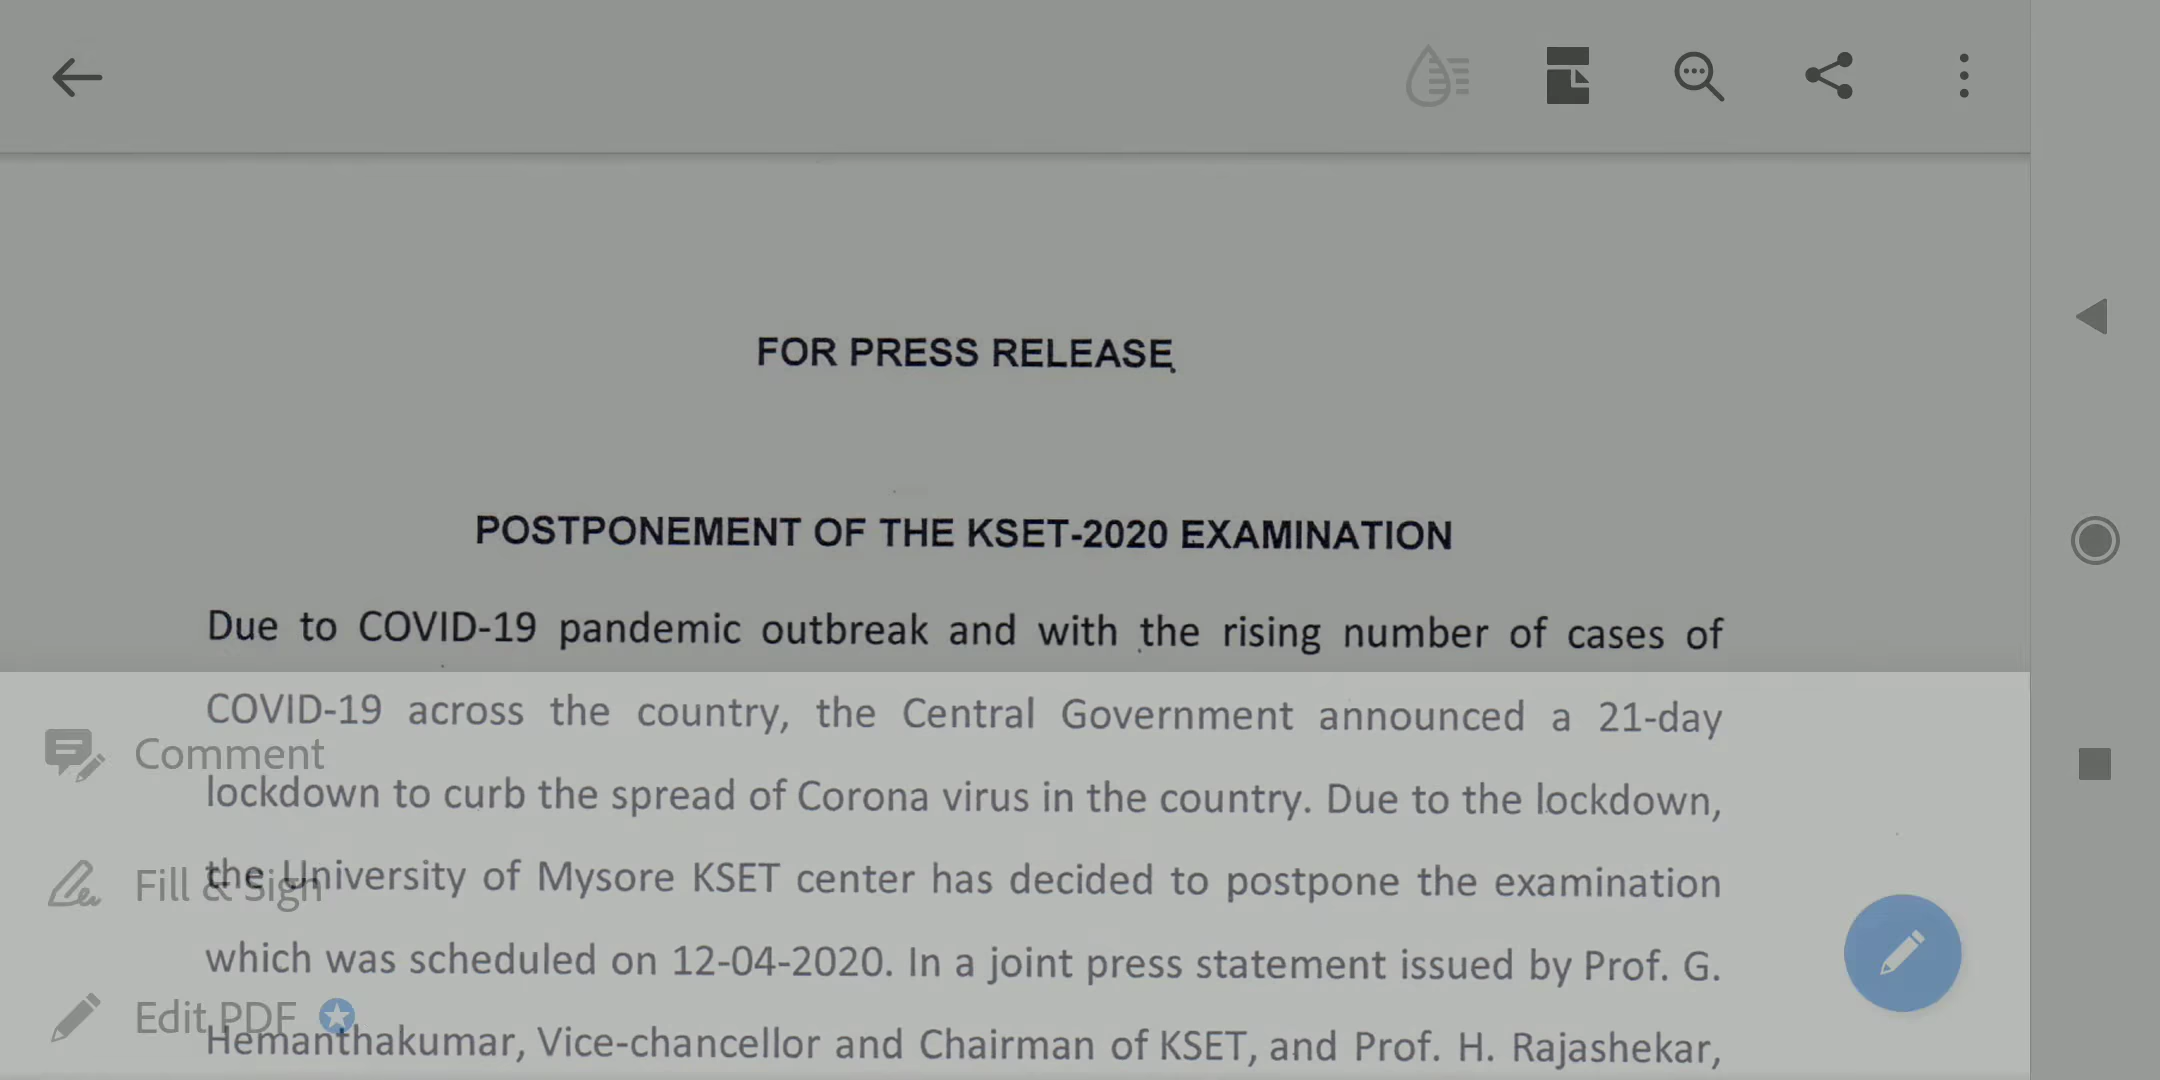 FOR PRESS RELEASE
POSTPONEMENT OF THE KSET-2020 EXAMINATION
Due to COVID-19 pandemic outbreak and with the rising number of cases of
COVID-19 across the country, the Central Government announced a 21-day
Comment
lockdown to curb the spread of Corona virus in the country. Due to the lockdown,
the University of Mysore KSET center has decided to postpone the examination
Fill & Sign
which was scheduled on 12-04-2020. In a joint press statement issued by Prof. G.
Edit PDF
Hemanthakumar, Vice-chancellor and Chairman of KSET, and Prof. H. Rajashekar,